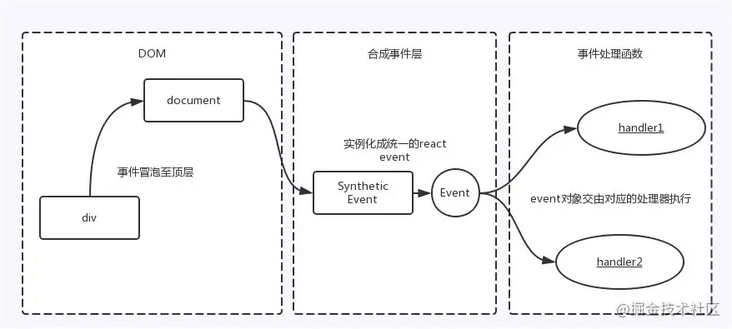 DOM
document
事件冒泡至顶层
div
合成事件层
实例化成统一的react
event
Synthetic
Event
Event
事件处理函数
handler1
event对象交由对应的处理器执行
handler2
@掘金技术社区